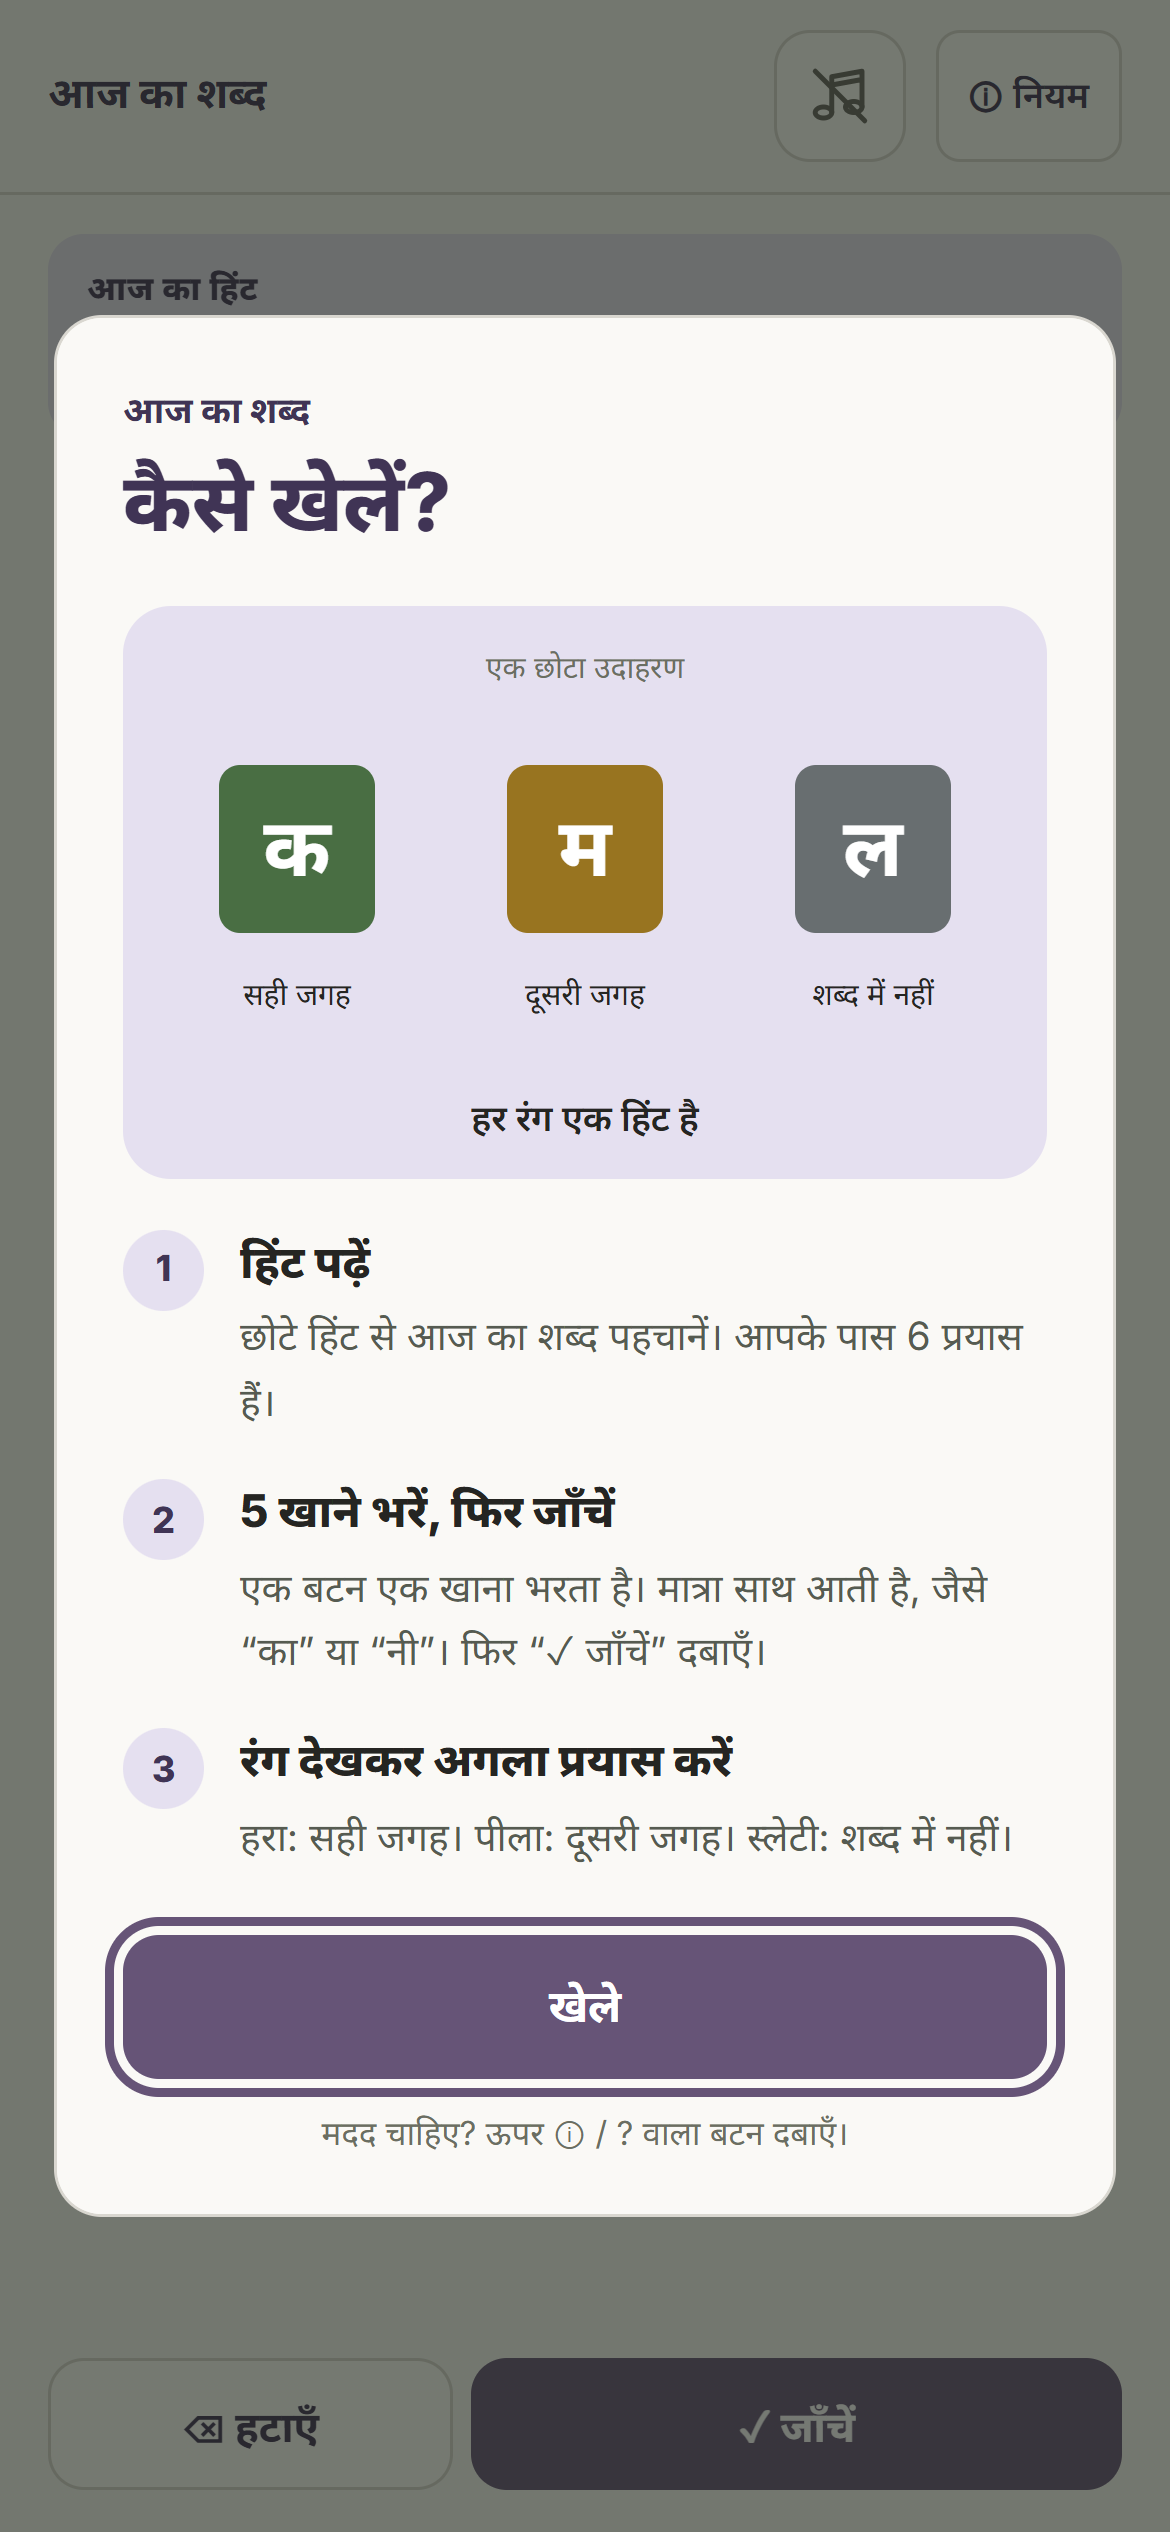 आज का शब्द
ⓘ नियम
आज का हिंट
आज का शब्द
कैसे खेलें?
एक छोटा उदाहरण
क म ल
सही जगह दूसरी जगह शब्द में नहीं
हर रंग एक हिंट है
1 हिंट पढ़ें
छोटे हिंट से आज का शब्द पहचानें। आपके पास 6 प्रयास
हैं।
2 5 खाने भरें, फिर जाँचें
एक बटन एक खाना भरता है। मात्रा साथ आती है, जैसे
“का” या “नी”। फिर “✓ जाँचें” दबाएँ।
3 रंग देखकर अगला प्रयास करें
हरा: सही जगह। पीला: दूसरी जगह। स्लेटी: शब्द में नहीं।
खेले
मदद चाहिए? ऊपर ⓘ / ? वाला बटन दबाएँ।
⌫ हटाएँ
✓ जाँचें